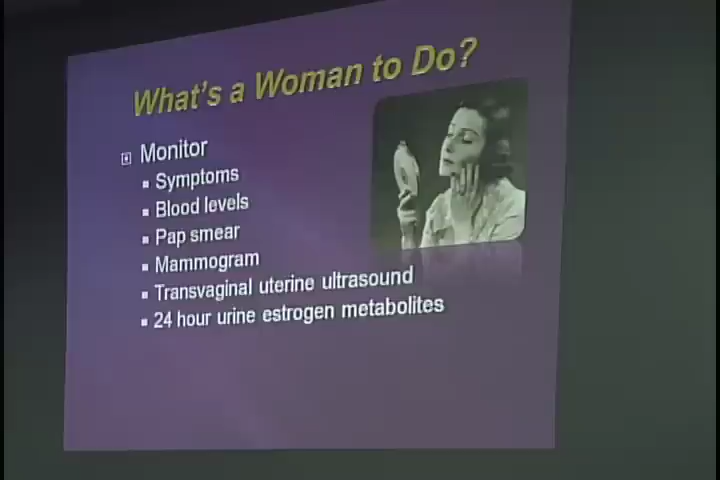 What's a Woman to Do?
Monitor
Symptoms
Blood levels
Pap smear
Mammogram
Transvaginal uterine ultrasound
24 hour urine estrogen metabolites